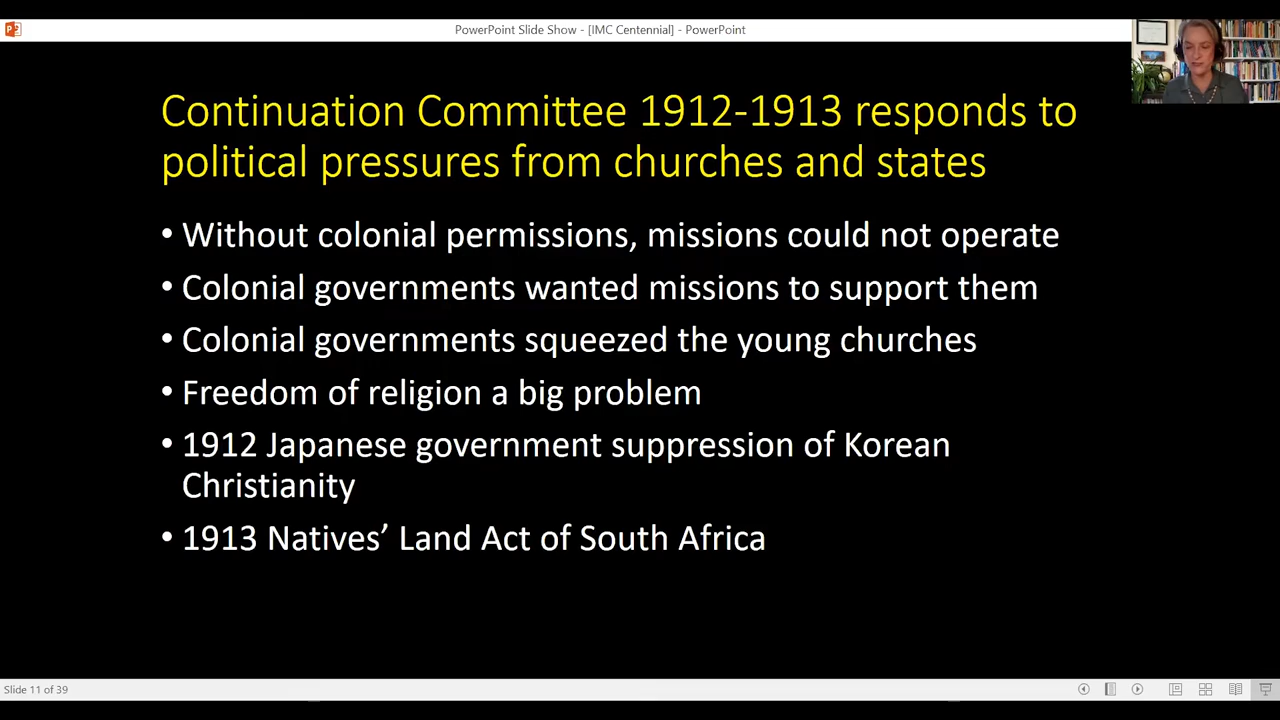 PowerPoint Slide Show - [IMC Centennial] - PowerPoint
Continuation Committee 1912-1913 responds to
political pressures from churches and states
• Without colonial permissions, missions could not operate
• Colonial governments wanted missions to support them
• Colonial governments squeezed the young churches
• Freedom of religion a big problem
• 1912 Japanese government suppression of Korean
Christianity
• 1913 Natives’ Land Act of South Africa
Slide 11 of 39